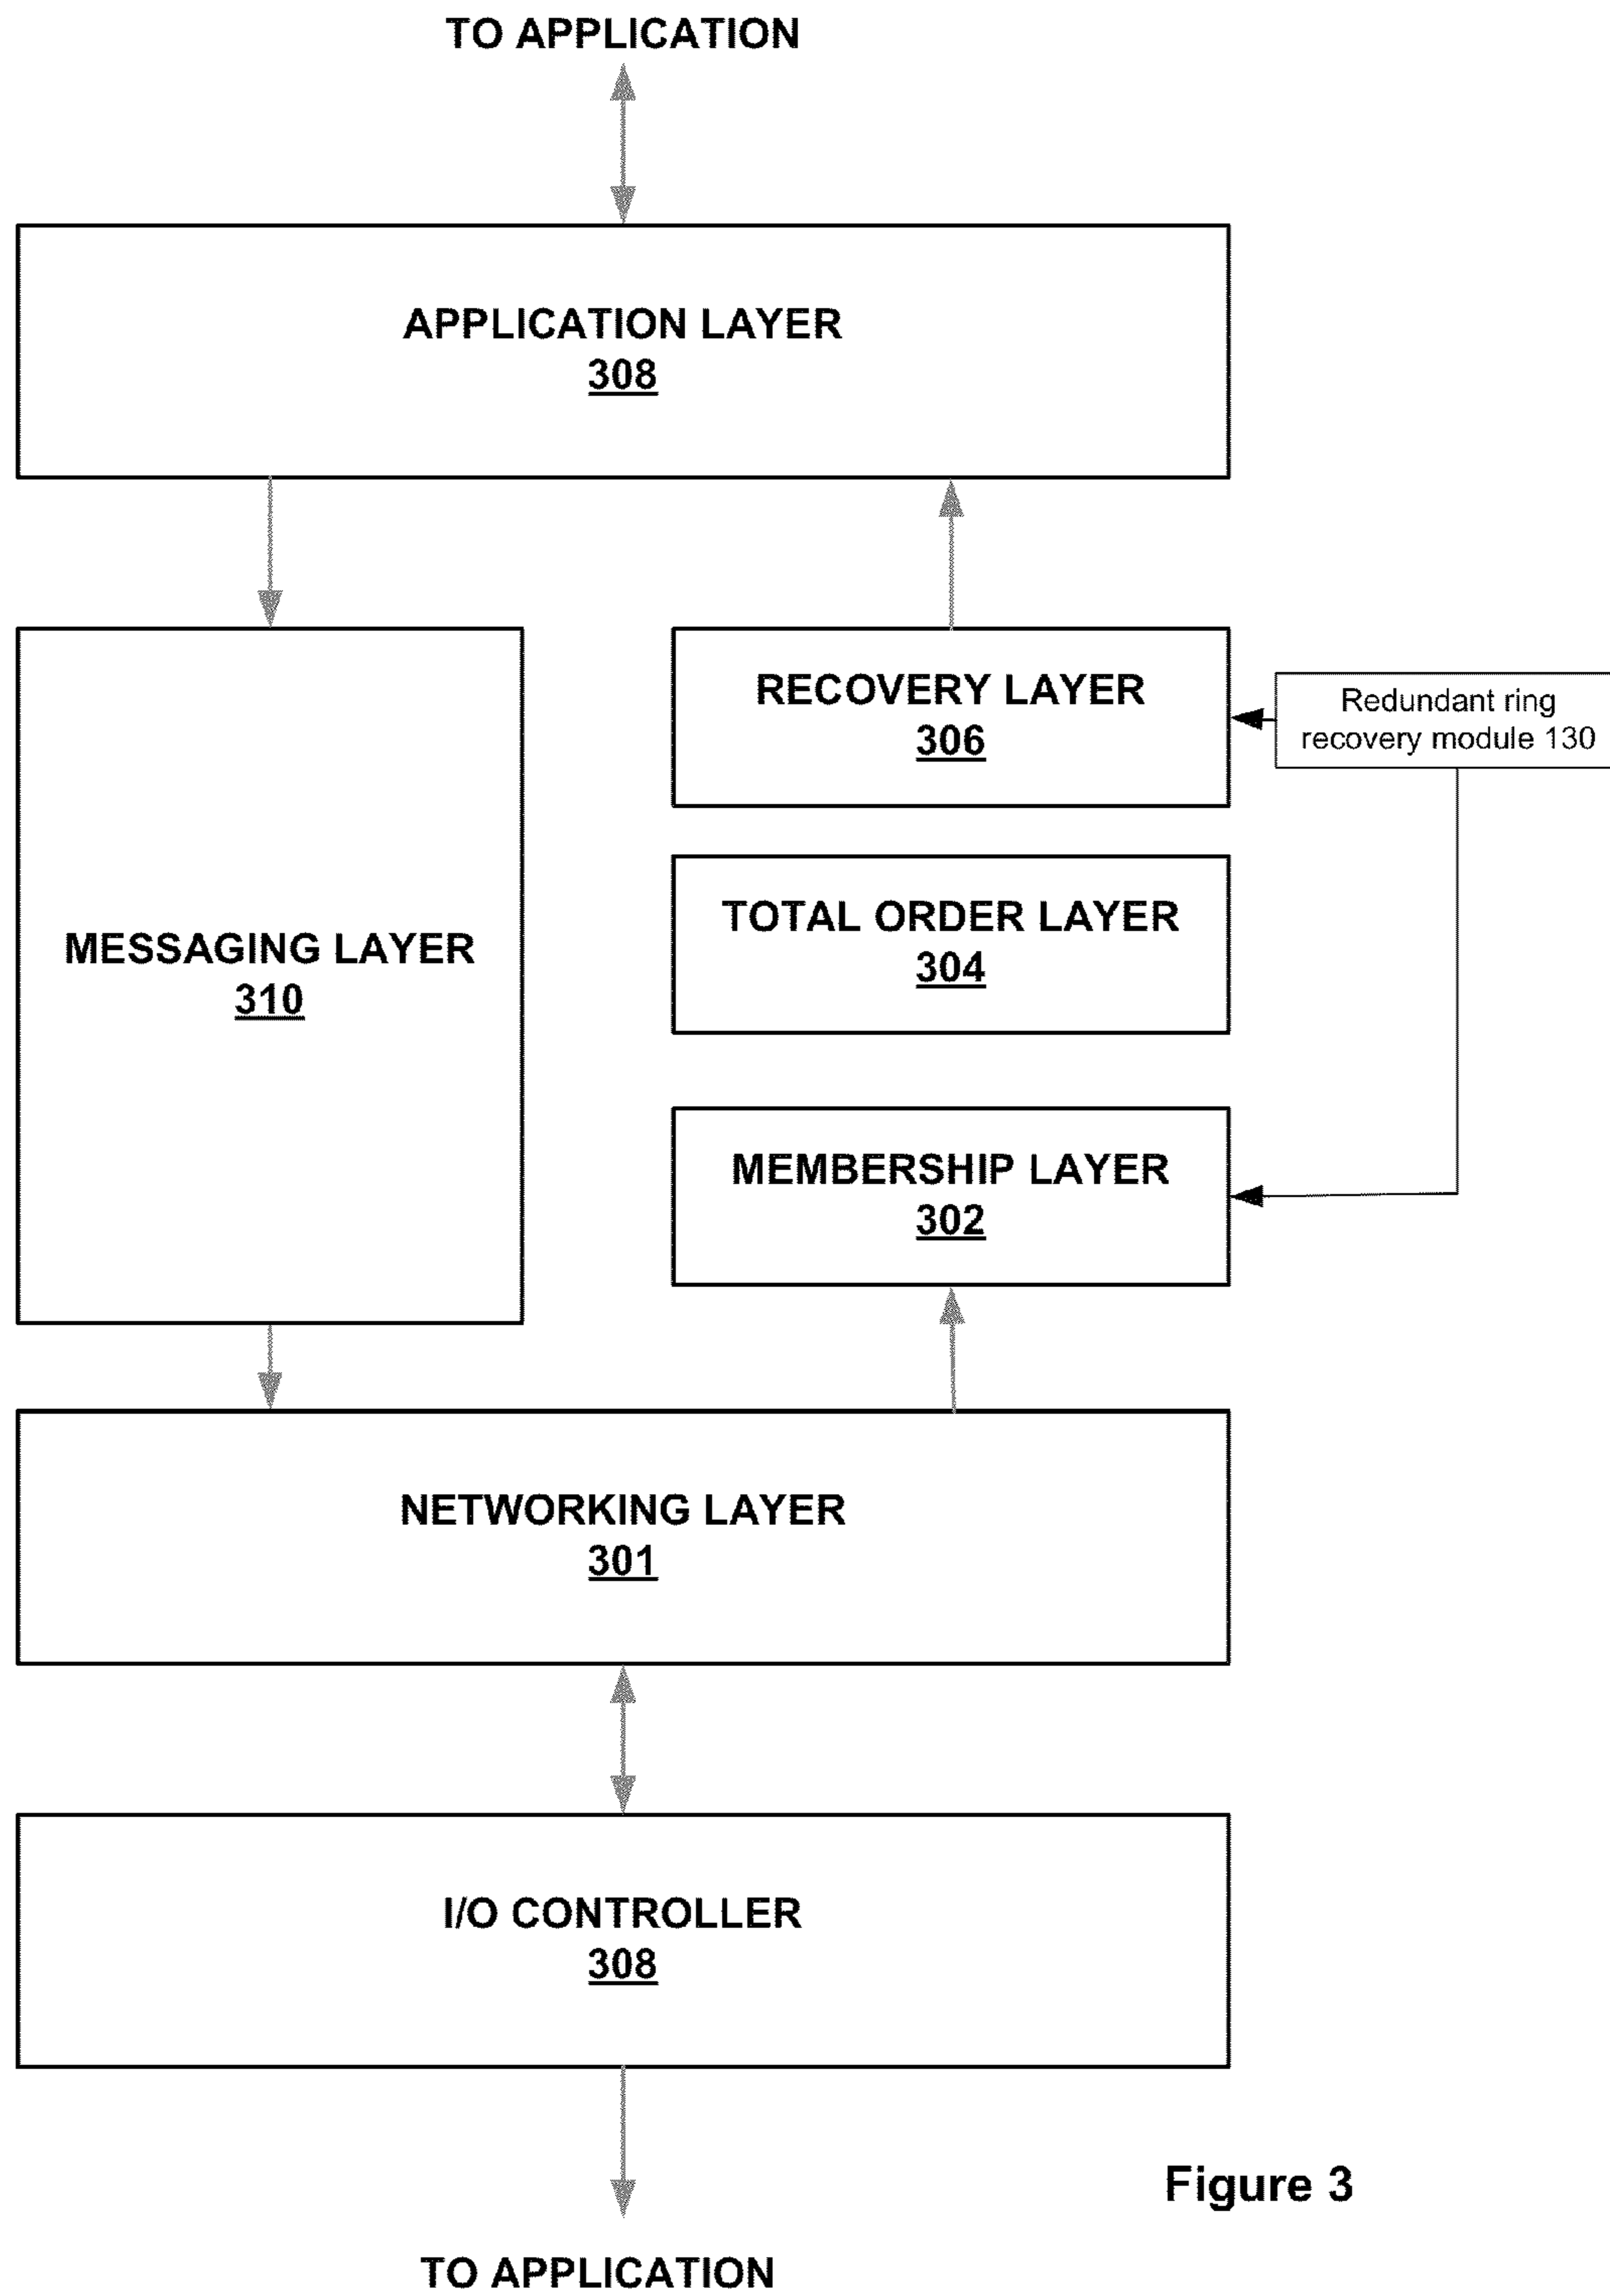 TO APPLICATION
APPLICATION LAYER
308
RECOVERY LAYER
306
Redundant ring
recovery module 130
TOTAL ORDER LAYER
304
MESSAGING LAYER
310
MEMBERSHIP LAYER
302
NETWORKING LAYER
301
I/O CONTROLLER
308
Figure 3
TO APPLICATION